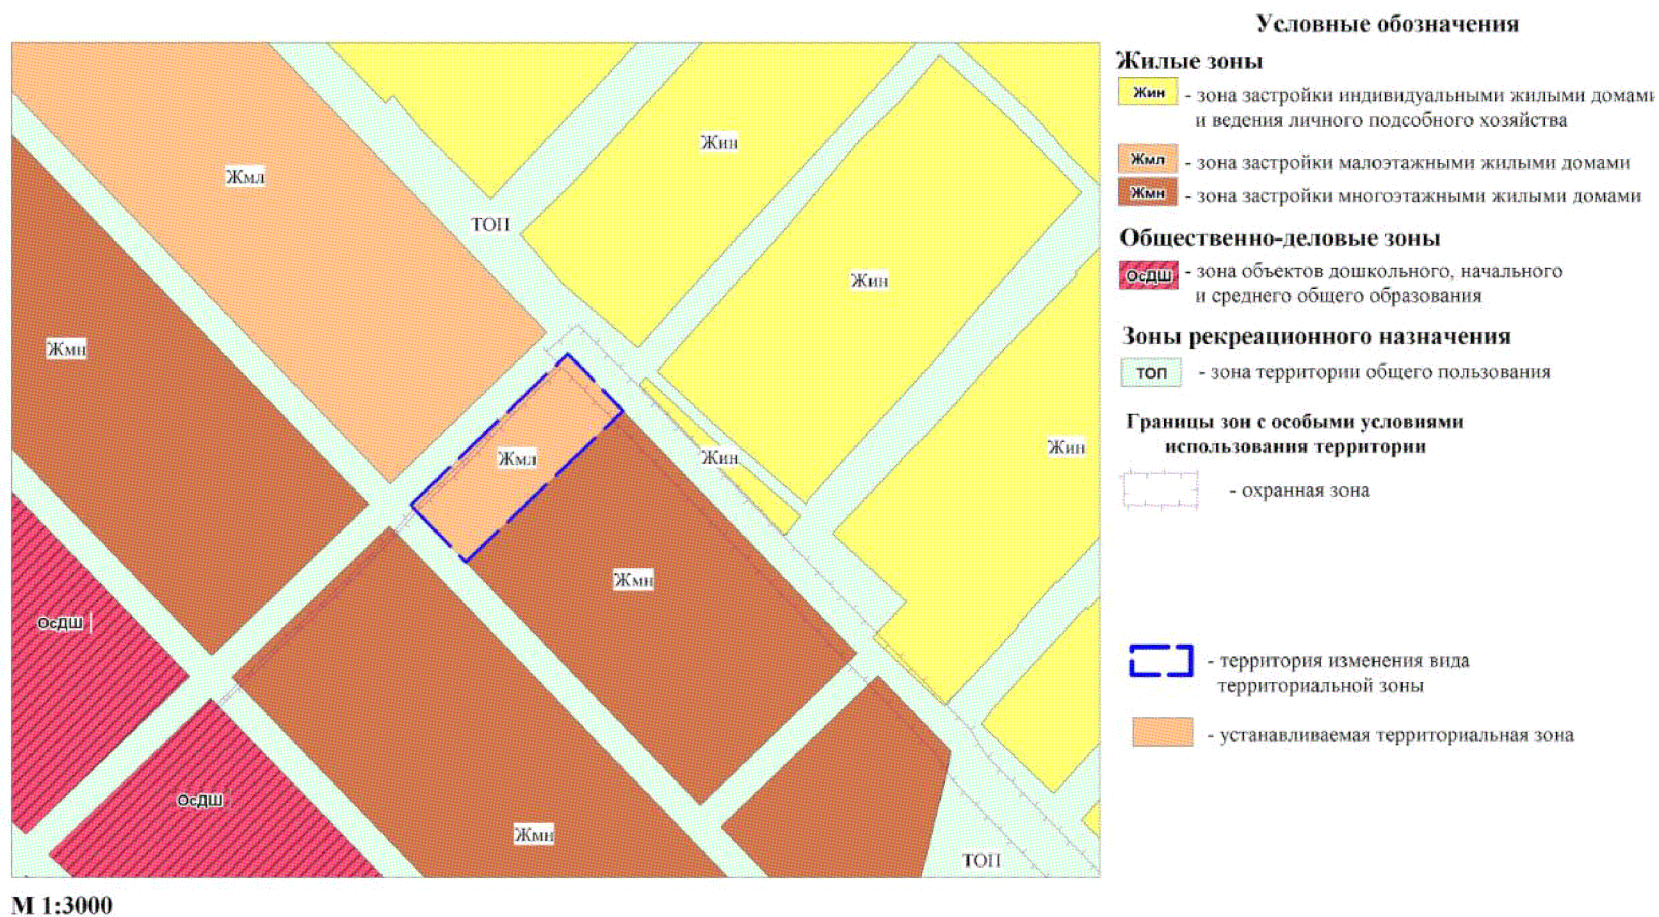 Условные обозначения
Жилые зоны
Жин - зона застройки индивидуальными жилыми домами
и ведения личного подсобного хозяйства
Жмл - зона застройки малоэтажными жилыми домами
Жмн - зона застройки многоэтажными жилыми домами
Общественно-деловые зоны
ОсДШ - зона объектов дошкольного, начального
и среднего общего образования
Зоны рекреационного назначения
ТОП - зона территории общего пользования
Границы зон с особыми условиями
использования территории
- охранная зона
- территория изменения вида
территориальной зоны
- устанавливаемая территориальная зона
Жин
Жмл
ТОП
Жин
Жмн
Жин
Жмл
Жин
Жмн
ОсДШ
ОсДШ
Жмн
ТОП
М 1:3000